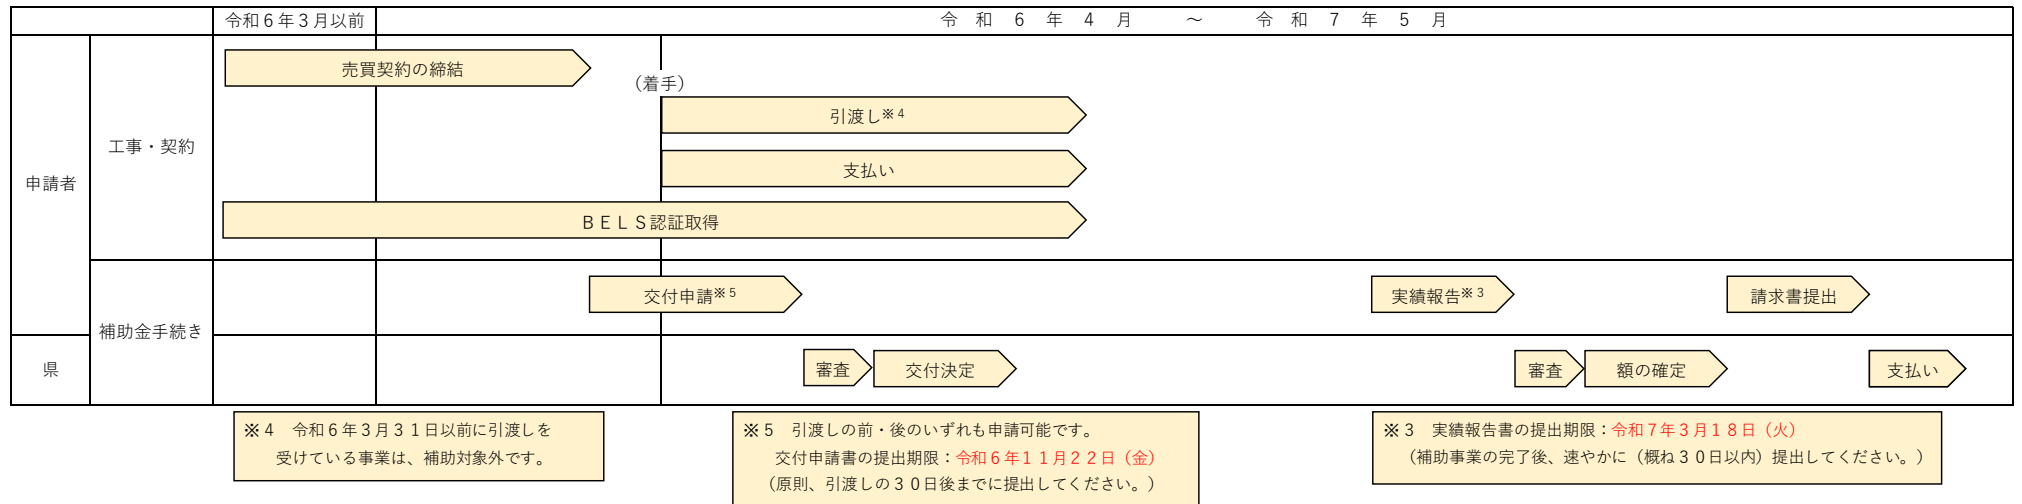 令和６年３月以前
令和６年４月　～　令和７年５月
申請者
工事・契約
売買契約の締結
（着手）
引渡し※４
支払い
ＢＥＬＳ認証取得
補助金手続き
交付申請※５
実績報告※３
請求書提出
県
審査
交付決定
審査
額の確定
支払い
※４　令和６年３月３１日以前に引渡しを
受けている事業は、補助対象外です。
※５　引渡しの前・後のいずれも申請可能です。
交付申請書の提出期限：令和６年１１月２２日（金）
（原則、引渡しの３０日後までに提出してください。）
※３　実績報告書の提出期限：令和７年３月１８日（火）
（補助事業の完了後、速やかに（概ね３０日以内）提出してください。）